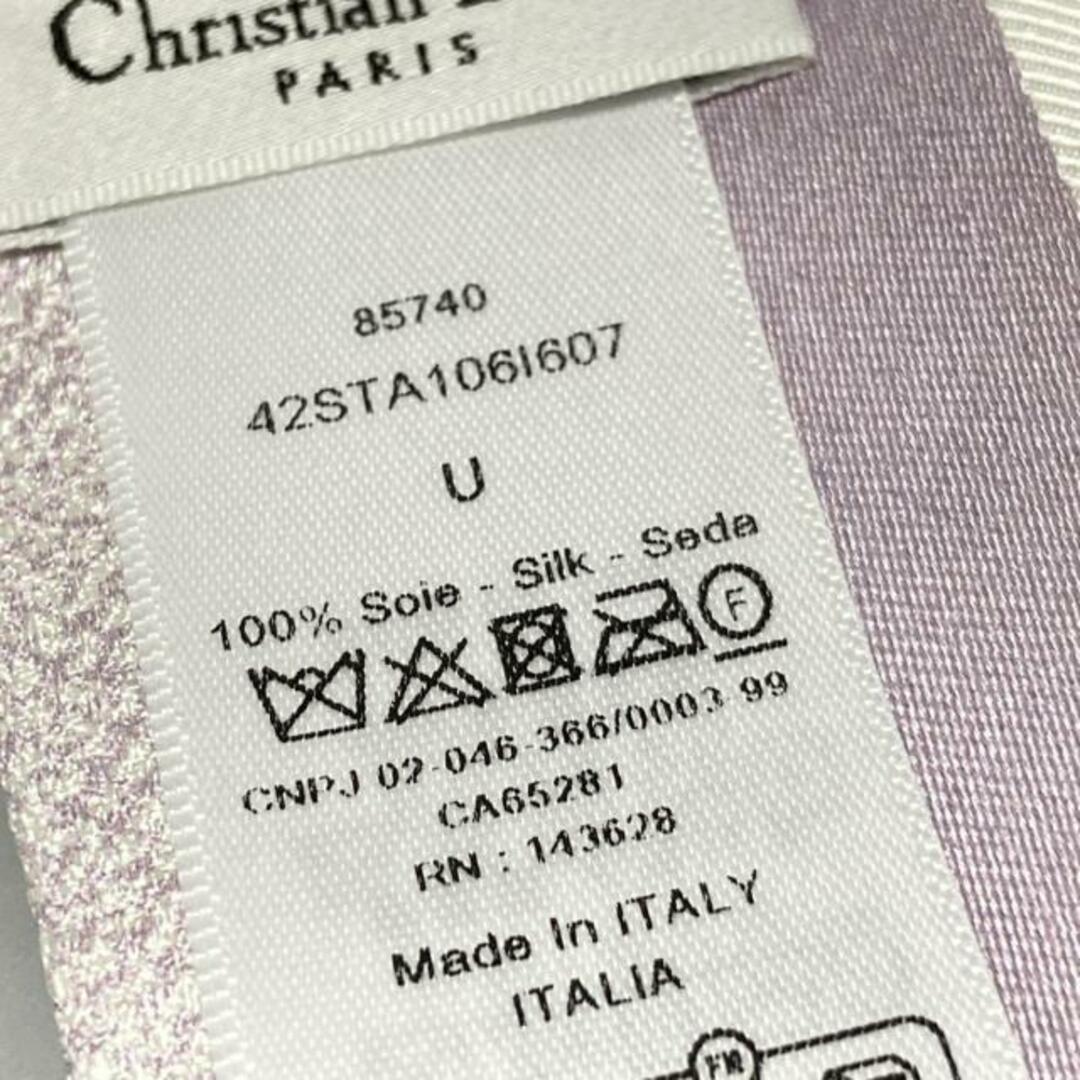 Christian
PARIS
85740
42STA106I607
U
100% Soie - Silk - Seda
F
CNPJ 02-046-366/0003 99
CA65281
RN : 143628
Made In ITALY
ITALIA
FR